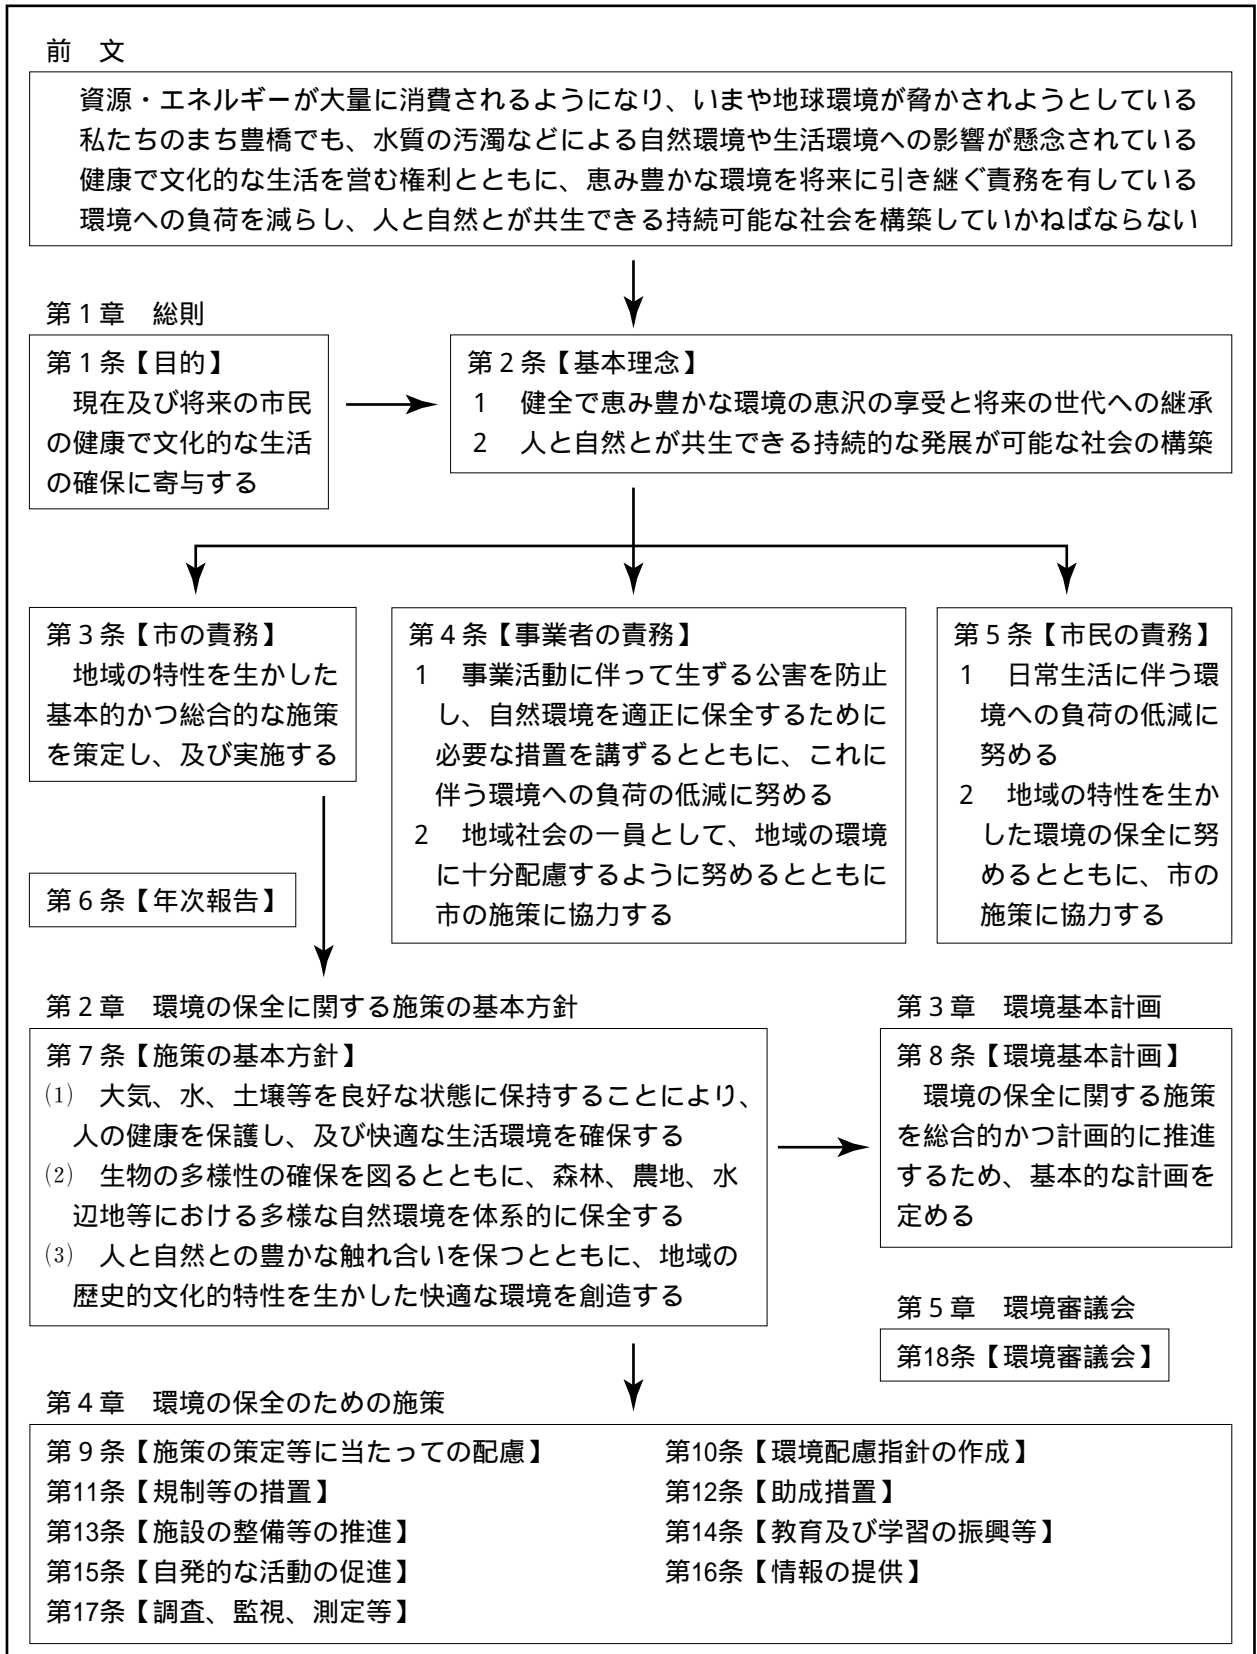 前　文
資源・エネルギーが大量に消費されるようになり、いまや地球環境が脅かされようとしている
私たちのまち豊橋でも、水質の汚濁などによる自然環境や生活環境への影響が懸念されている
健康で文化的な生活を営む権利とともに、恵み豊かな環境を将来に引き継ぐ責務を有している
環境への負荷を減らし、人と自然とが共生できる持続可能な社会を構築していかねばならない
第１章　総則
第１条【目的】
現在及び将来の市民
の健康で文化的な生活
の確保に寄与する
第２条【基本理念】
1　健全で恵み豊かな環境の恵沢の享受と将来の世代への継承
2　人と自然とが共生できる持続的な発展が可能な社会の構築
第３条【市の責務】
地域の特性を生かした
基本的かつ総合的な施策
を策定し、及び実施する
第４条【事業者の責務】
1　事業活動に伴って生ずる公害を防止
し、自然環境を適正に保全するために
必要な措置を講ずるとともに、これに
伴う環境への負荷の低減に努める
2　地域社会の一員として、地域の環境
に十分配慮するように努めるとともに
市の施策に協力する
第５条【市民の責務】
1　日常生活に伴う環
境への負荷の低減に
努める
2　地域の特性を生か
した環境の保全に努
めるとともに、市の
施策に協力する
第６条【年次報告】
第２章　環境の保全に関する施策の基本方針
第７条【施策の基本方針】
⑴　大気、水、土壌等を良好な状態に保持することにより、
人の健康を保護し、及び快適な生活環境を確保する
⑵　生物の多様性の確保を図るとともに、森林、農地、水
辺地等における多様な自然環境を体系的に保全する
⑶　人と自然との豊かな触れ合いを保つとともに、地域の
歴史的文化的特性を生かした快適な環境を創造する
第３章　環境基本計画
第８条【環境基本計画】
環境の保全に関する施策
を総合的かつ計画的に推進
するため、基本的な計画を
定める
第５章　環境審議会
第18条【環境審議会】
第４章　環境の保全のための施策
第９条【施策の策定等に当たっての配慮】
第10条【環境配慮指針の作成】
第11条【規制等の措置】
第12条【助成措置】
第13条【施設の整備等の推進】
第14条【教育及び学習の振興等】
第15条【自発的な活動の促進】
第16条【情報の提供】
第17条【調査、監視、測定等】